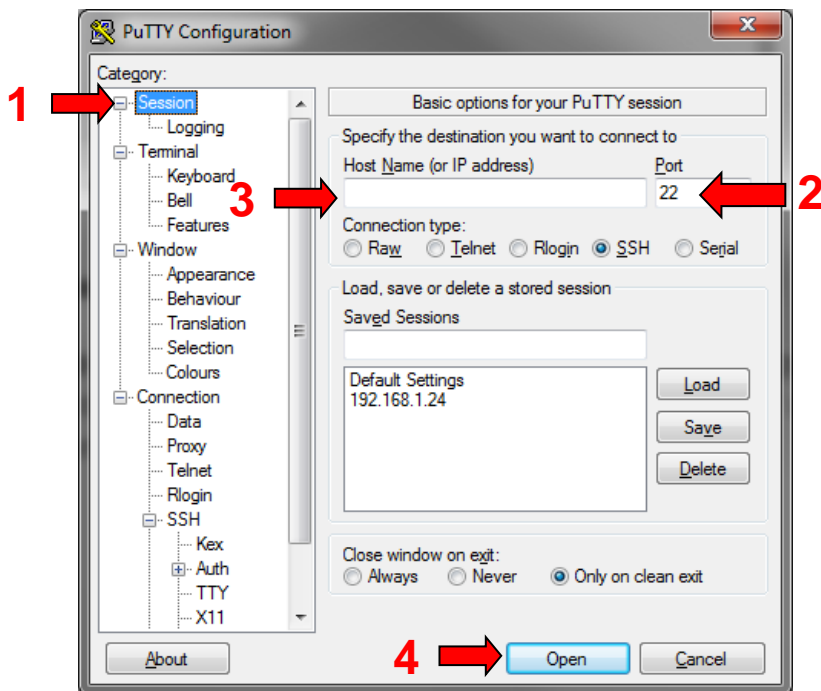 PuTTY Configuration
x
Category:
1
Session
Logging
Terminal
Keyboard
Bell
Features
Window
Appearance
Behaviour
Translation
Selection
Colours
Connection
Data
Proxy
Telnet
Rlogin
SSH
Kex
Auth
TTY
X11
Basic options for your PuTTY session
Specify the destination you want to connect to
Host Name (or IP address) Port
3
22
2
Connection type:
Raw Telnet Rlogin SSH Serial
Load, save or delete a stored session
Saved Sessions
Default Settings
192.168.1.24
Load
Save
Delete
Close window on exit:
Always Never Only on clean exit
About
4
Open
Cancel